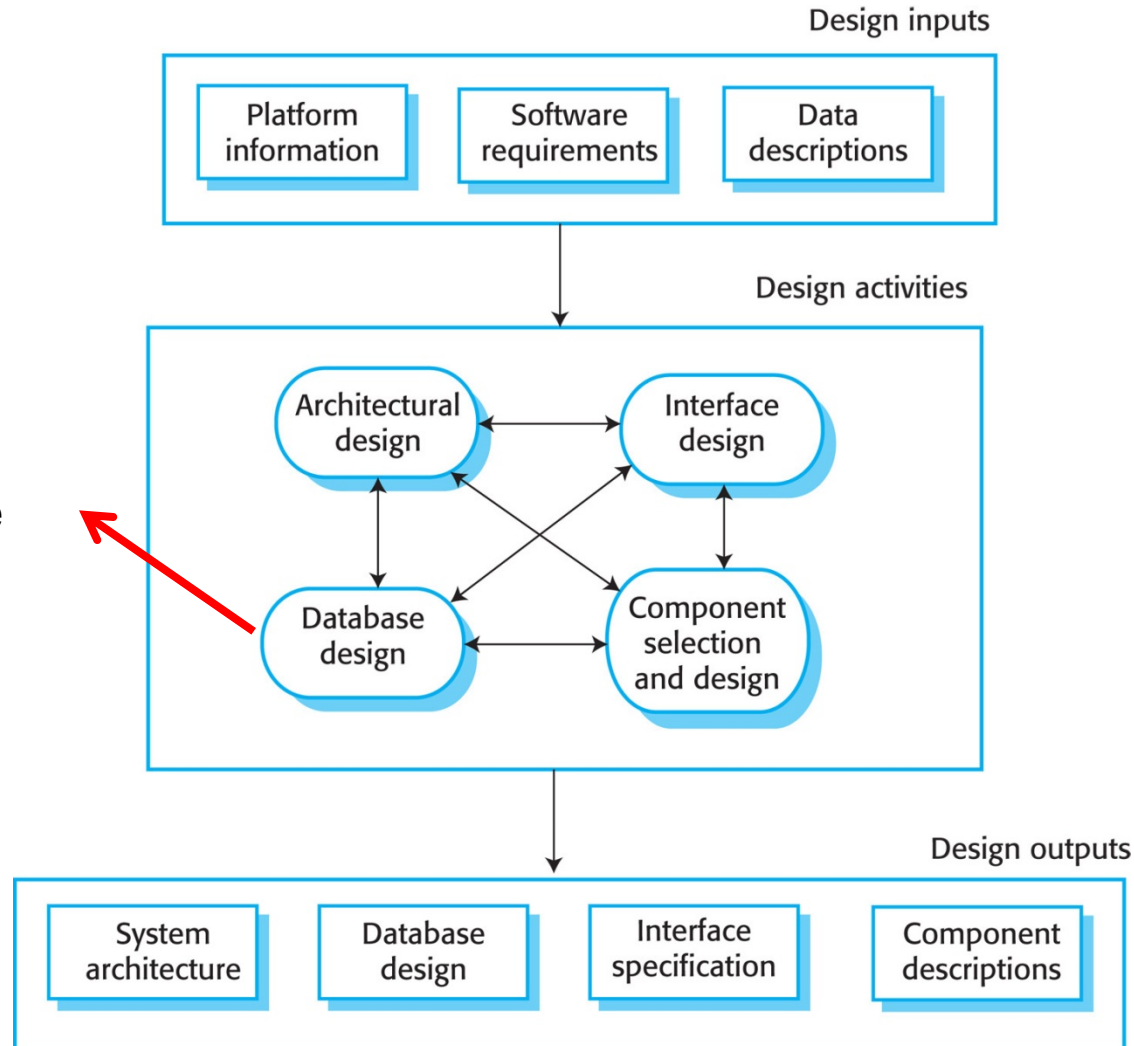 Design inputs
Platform
information
Software
requirements
Data
descriptions
Design activities
Architectural
design
Interface
design
e
Database
design
Component
selection
and design
Design outputs
System
architecture
Database
design
Interface
specification
Component
descriptions